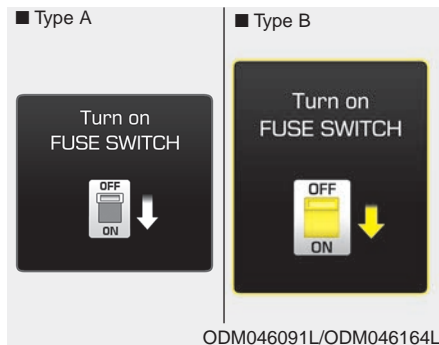 ■ Type A
Turn on
FUSE SWITCH
OFF
ON
■ Type B
Turn on
FUSE SWITCH
OFF
ON
ODM046091L/ODM046164L